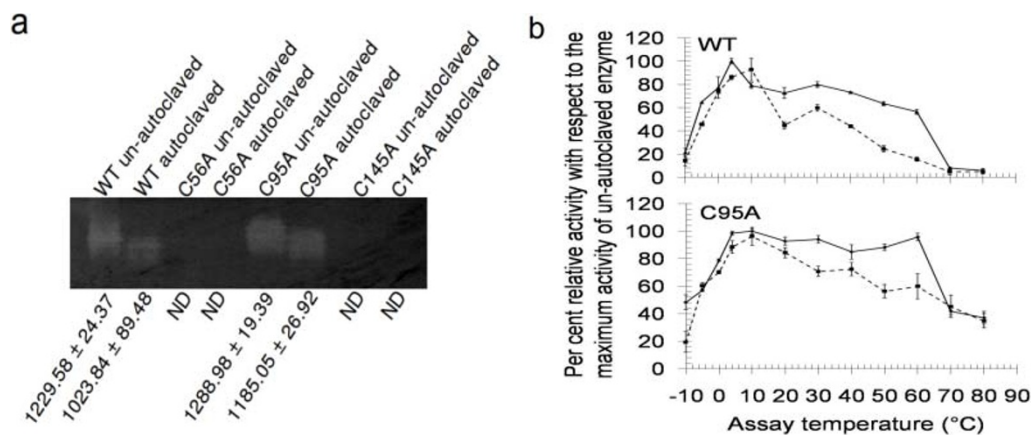 a
WT un-autoclaved
WT autoclaved
C56A un-autoclaved
C56A autoclaved
C95A un-autoclaved
C95A autoclaved
C145A un-autoclaved
C145A autoclaved
1229.58 ± 24.37
1023.84 ± 89.48
ND
ND
1288.98 ± 19.39
1185.05 ± 26.92
ND
ND
b
Per cent relative activity with respect to the
maximum activity of un-autoclaved enzyme
WT
120
100
80
60
40
20
0
C95A
120
100
80
60
40
20
0
-10 0 10 20 30 40 50 60 70 80 90
Assay temperature (°C)